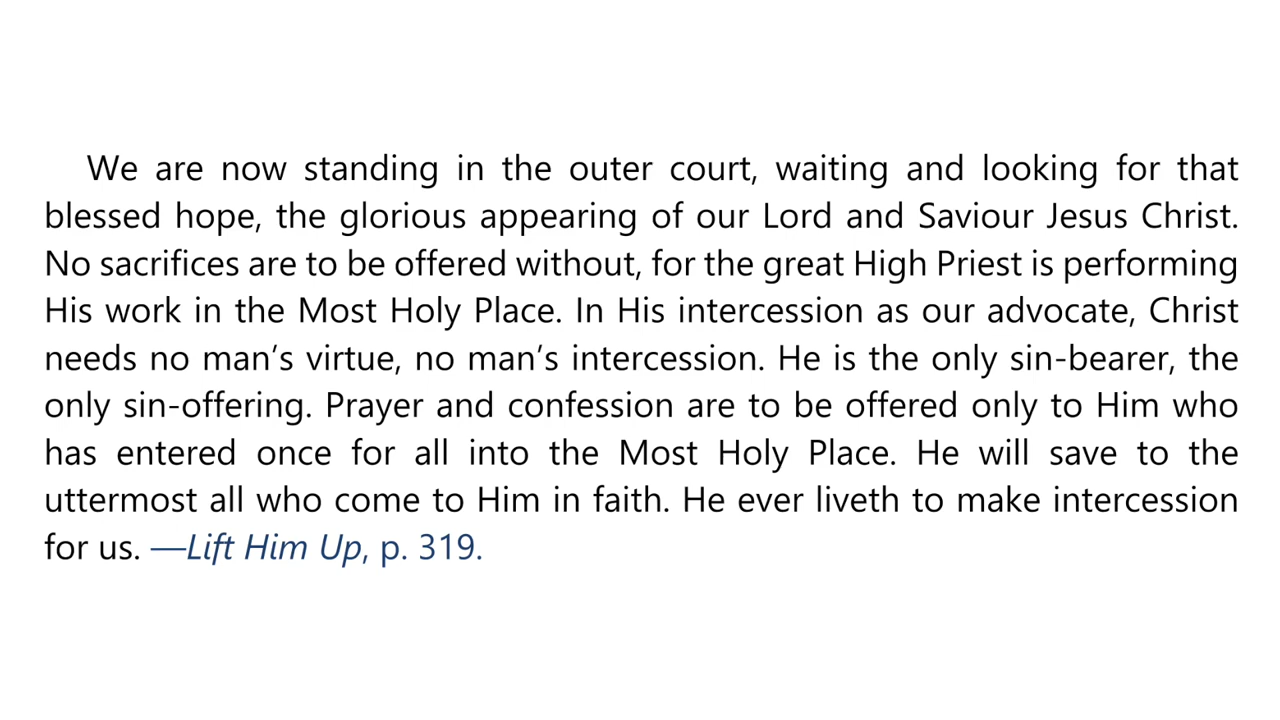 We are now standing in the outer court, waiting and looking for that
blessed hope, the glorious appearing of our Lord and Saviour Jesus Christ.
No sacrifices are to be offered without, for the great High Priest is performing
His work in the Most Holy Place. In His intercession as our advocate, Christ
needs no man’s virtue, no man’s intercession. He is the only sin-bearer, the
only sin-offering. Prayer and confession are to be offered only to Him who
has entered once for all into the Most Holy Place. He will save to the
uttermost all who come to Him in faith. He ever liveth to make intercession
for us. —Lift Him Up, p. 319.